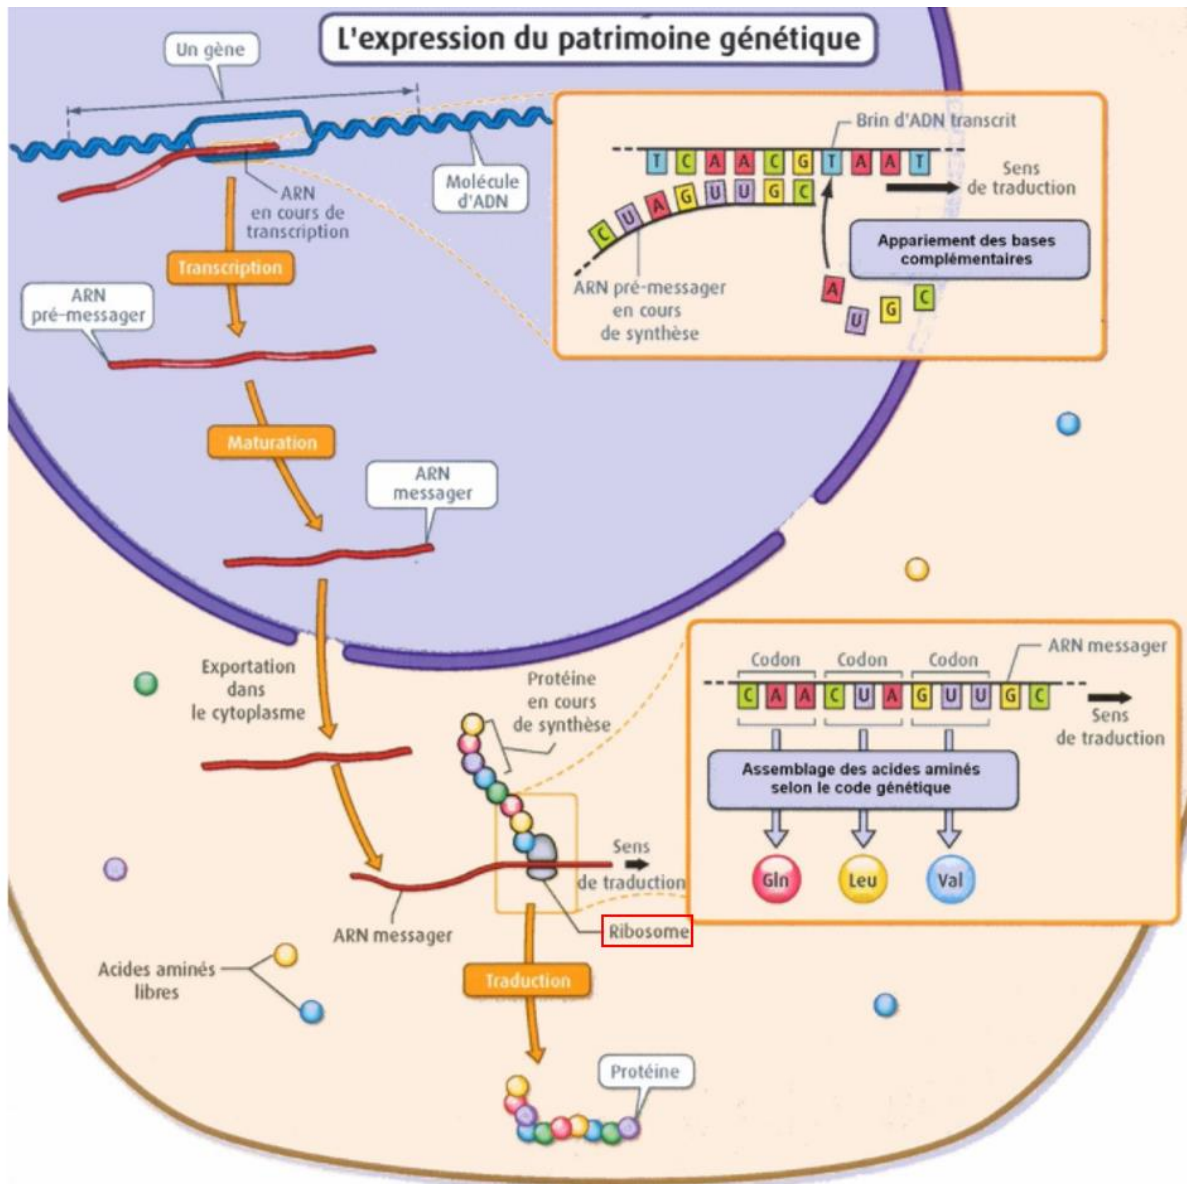 L'expression du patrimoine génétique
Un gène
Molécule
d'ADN
ARN
en cours de
transcription
Transcription
ARN
pré-messager
Maturation
ARN
messager
Brin d'ADN transcrit
T C A A C G T A A T
Sens
de traduction
C U A G U U G C
Appariement des bases
complémentaires
ARN pré-messager
en cours
de synthèse
A U G C
Exportation
dans
le cytoplasme
Protéine
en cours
de synthèse
Codon Codon Codon
ARN messager
C A A C U A G U U G C
Sens
de traduction
Assemblage des acides aminés
selon le code génétique
Gln Leu Val
Sens
de traduction
ARN messager
Ribosome
Acides aminés
libres
Traduction
Protéine